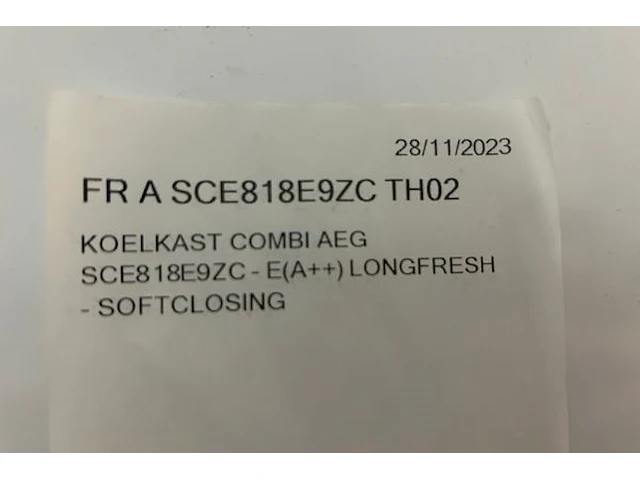 28/11/2023
FR A SCE818E9ZC TH02
KOELKAST COMBI AEG
SCE818E9ZC - E(A++) LONGFRESH
- SOFTCLOSING